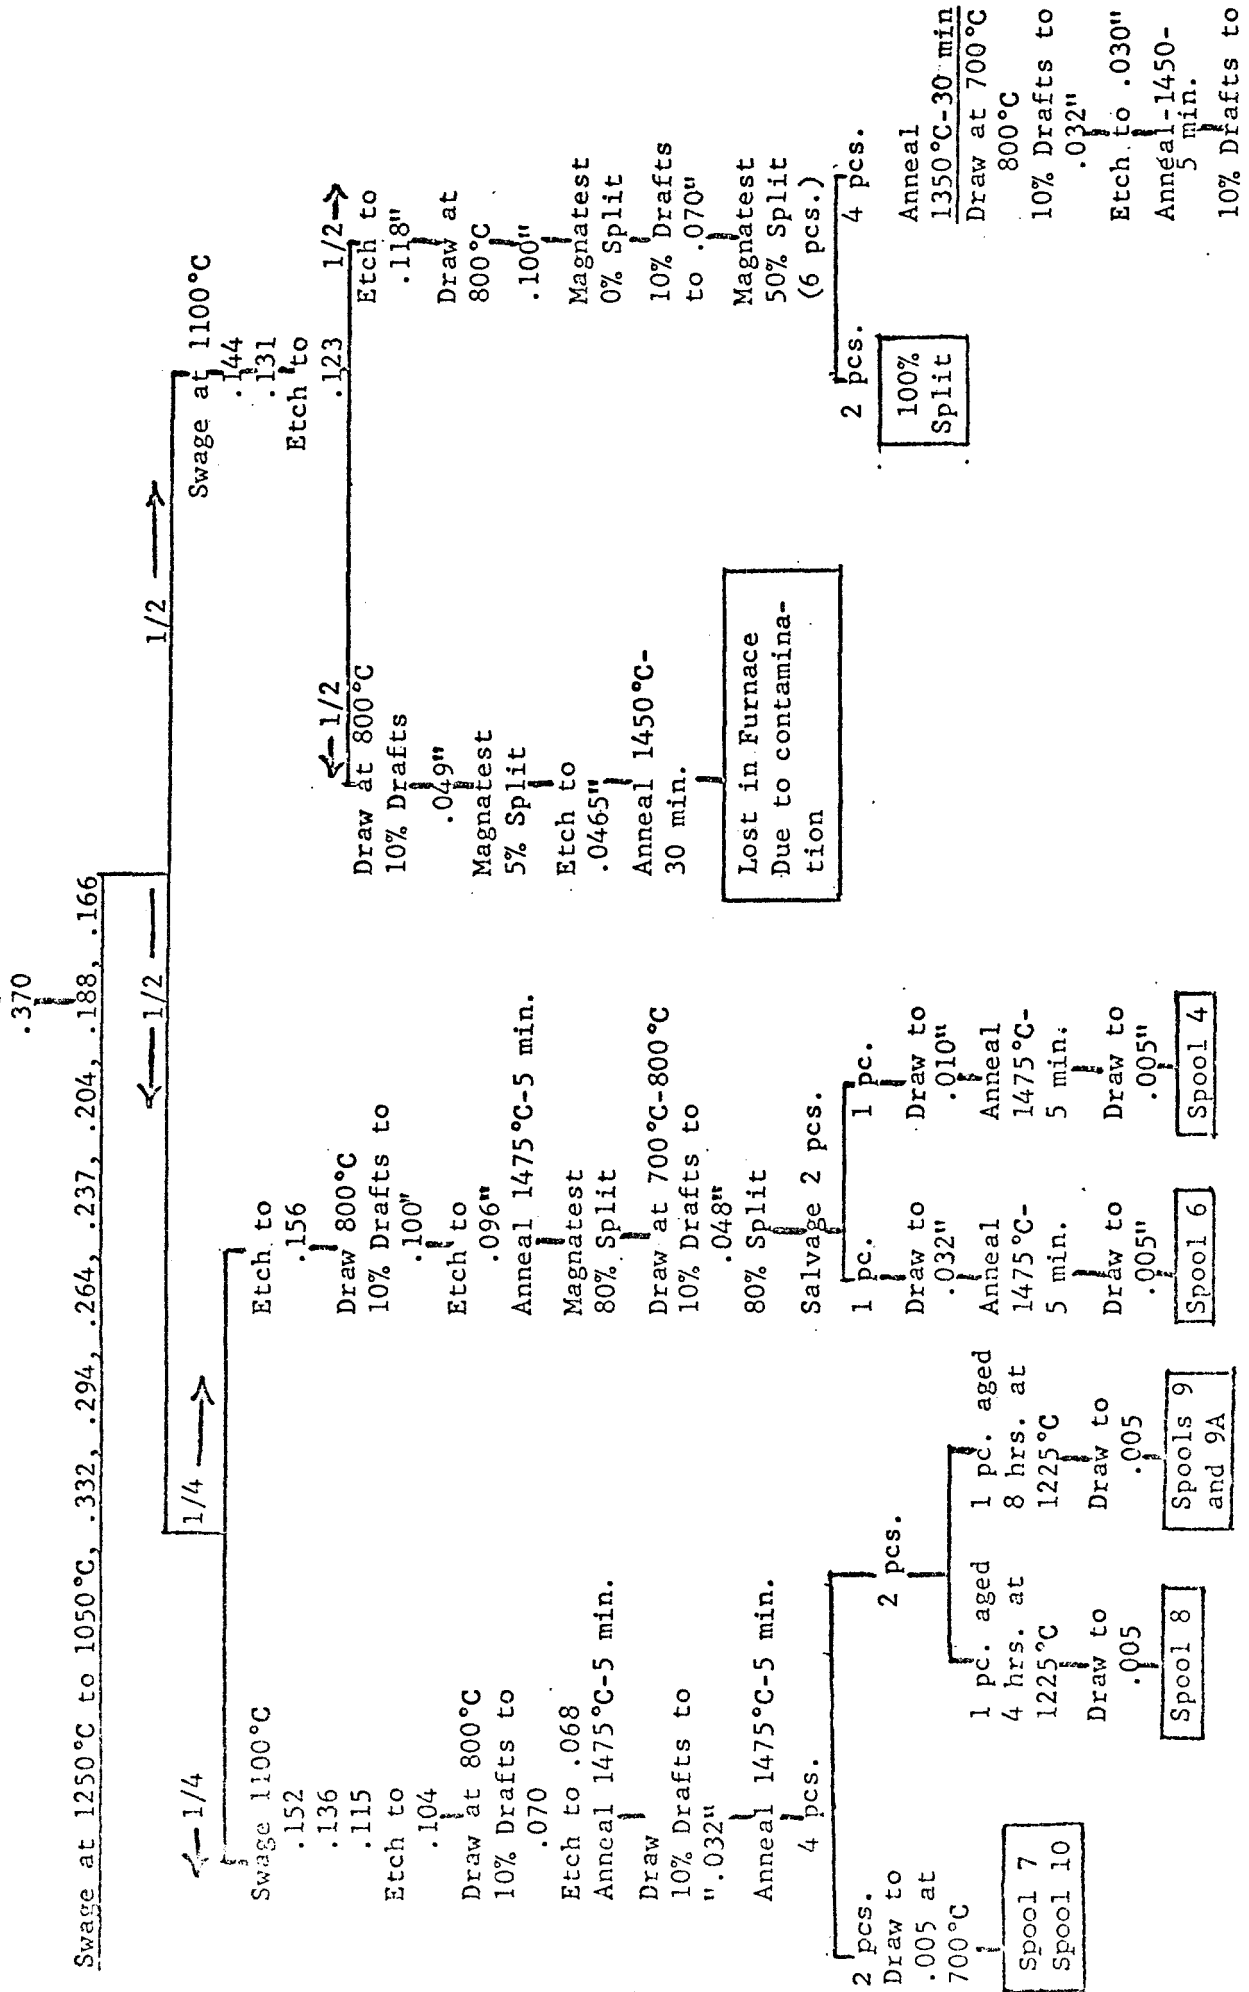 .370
Swage at 1250°C to 1050°C, .332, .294, .264, .237, .204, .188, .166
← 1/2
1/2 →
← 1/4
1/4 →
Swage 1100°C
.152
.136
.115
Etch to
.104
Draw at 800°C
10% Drafts to
.070
Etch to .068
Anneal 1475°C-5 min.
Draw
10% Drafts to
".032"
Anneal 1475°C-5 min.
4 pcs.
2 pcs.
Draw to
.005 at
700°C
Spool 7
Spool 10
2 pcs.
1 pc. aged
4 hrs. at
1225°C
Draw to
.005
Spool 8
1 pc. aged
8 hrs. at
1225°C
Draw to
.005
Spools 9
and 9A
Etch to
.156
Draw 800°C
10% Drafts to
.100"
Etch to
.096"
Anneal 1475°C-5 min.
Magnatest
80% Split
Draw at 700°C-800°C
10% Drafts to
.048"
80% Split
Salvage 2 pcs.
1 pc.
Draw to
.032"
Anneal
1475°C-
5 min.
Draw to
.005"
Spool 6
1 pc.
Draw to
.010"
Anneal
1475°C-
5 min.
Draw to
.005"
Spool 4
Swage at 1100°C
.144
.131
Etch to
.123
← 1/2
Draw at 800°C
10% Drafts
.049"
Magnatest
5% Split
Etch to
.0465"
Anneal 1450°C-
30 min.
Lost in Furnace
Due to contamina-
tion
1/2 →
Etch to
.118"
Draw at
800°C
.100"
Magnatest
0% Split
10% Drafts
to .070"
Magnatest
50% Split
(6 pcs.)
2 pcs.
100%
Split
4 pcs.
Anneal
1350°C-30 min
Draw at 700°C
800°C
10% Drafts to
.032"
Etch to .030"
Anneal-1450-
5 min.
10% Drafts to